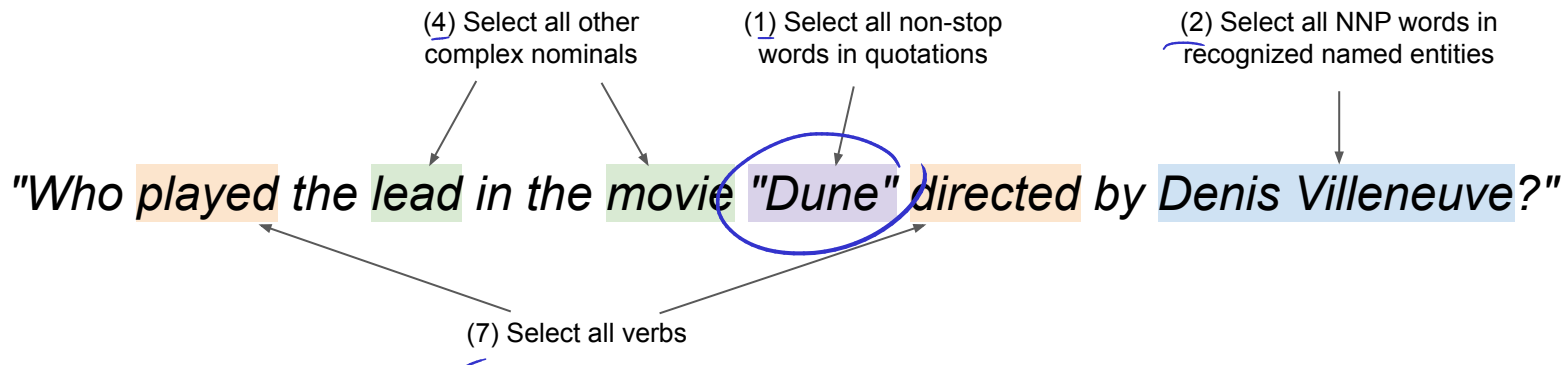 (4) Select all other
complex nominals
(1) Select all non-stop
words in quotations
(2) Select all NNP words in
recognized named entities
"Who played the lead in the movie "Dune" directed by Denis Villeneuve?"
(7) Select all verbs